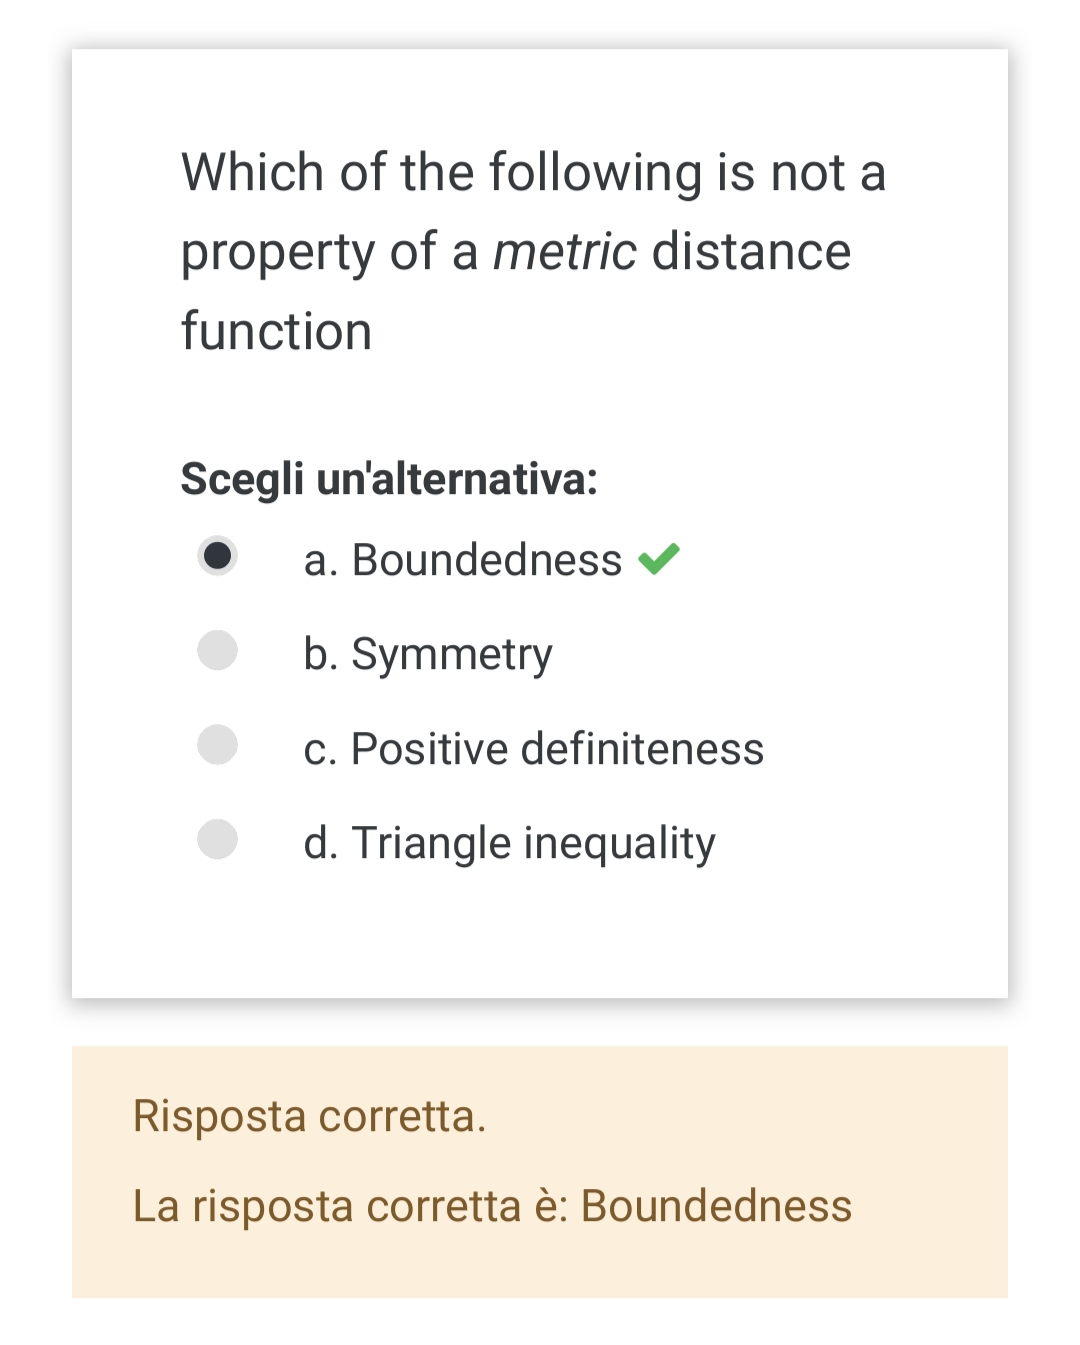 Which of the following is not a
property of a metric distance
function
Scegli un'alternativa:
a. Boundedness
b. Symmetry
c. Positive definiteness
d. Triangle inequality
Risposta corretta.
La risposta corretta è: Boundedness